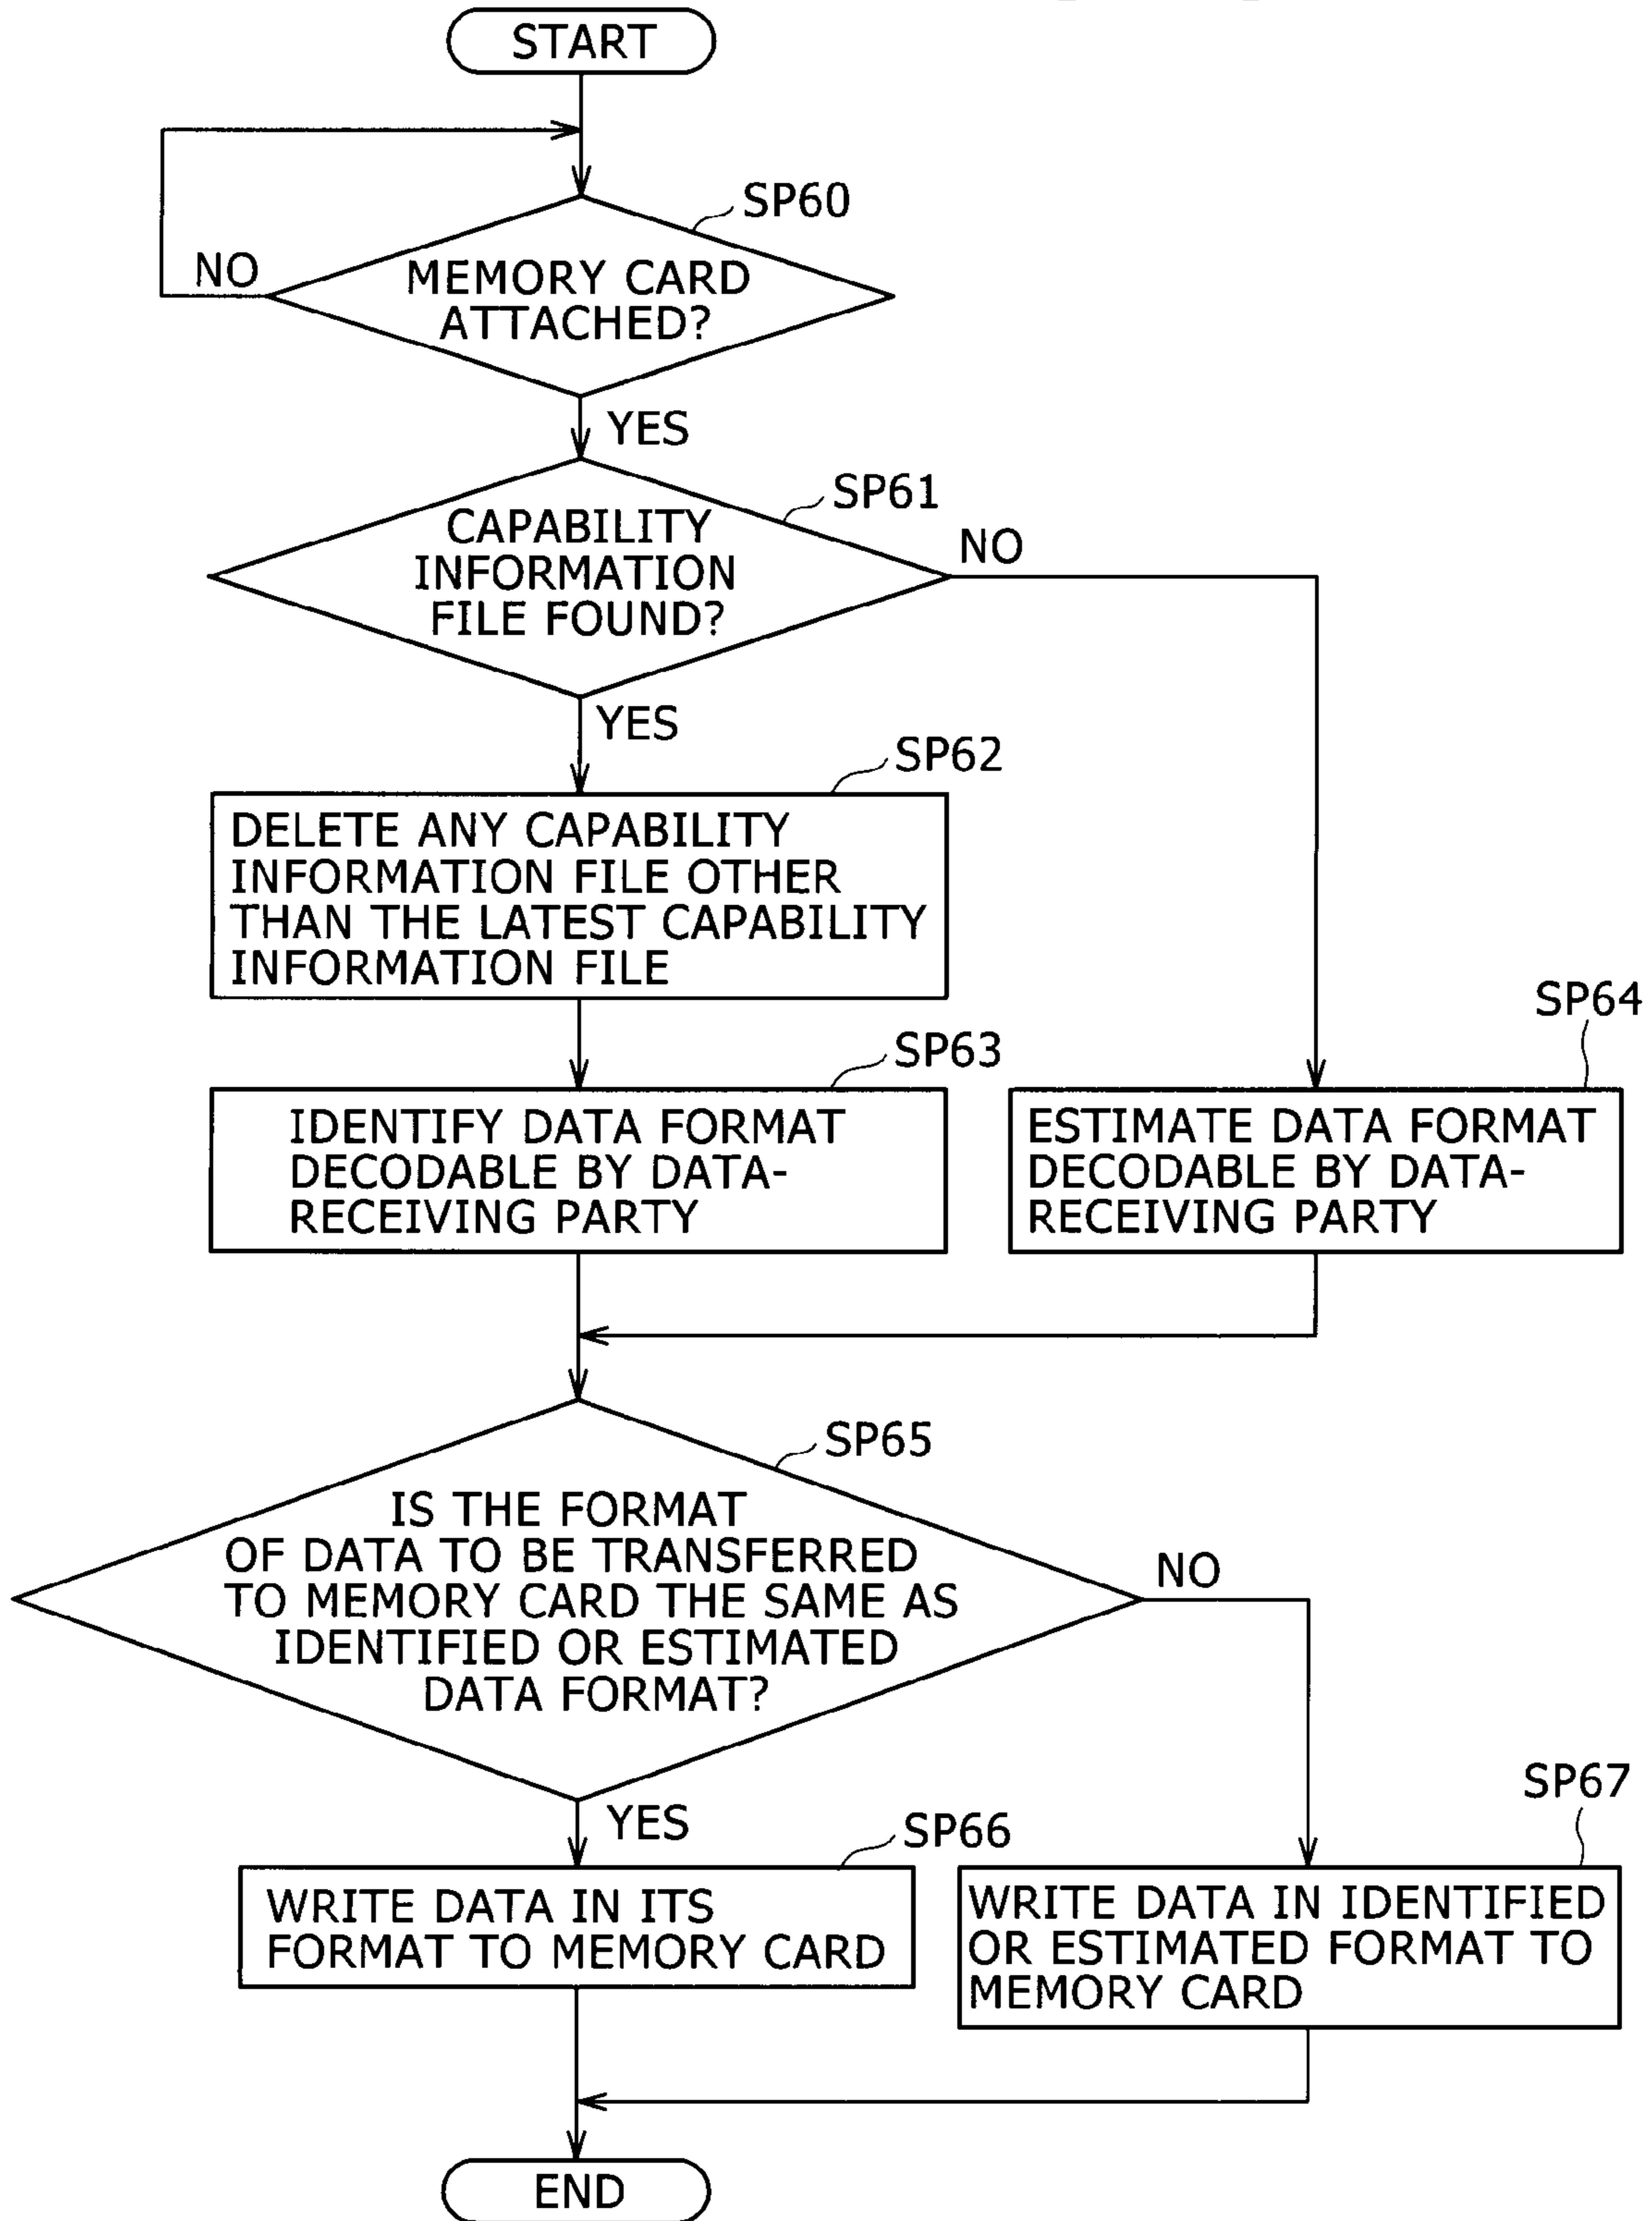 START
SP60
NO
MEMORY CARD
ATTACHED?
YES
SP61
CAPABILITY
INFORMATION
FILE FOUND?
NO
YES
SP62
DELETE ANY CAPABILITY
INFORMATION FILE OTHER
THAN THE LATEST CAPABILITY
INFORMATION FILE
SP63
IDENTIFY DATA FORMAT
DECODABLE BY DATA-
RECEIVING PARTY
SP64
ESTIMATE DATA FORMAT
DECODABLE BY DATA-
RECEIVING PARTY
SP65
IS THE FORMAT
OF DATA TO BE TRANSFERRED
TO MEMORY CARD THE SAME AS
IDENTIFIED OR ESTIMATED
DATA FORMAT?
NO
YES
SP66
WRITE DATA IN ITS
FORMAT TO MEMORY CARD
SP67
WRITE DATA IN IDENTIFIED
OR ESTIMATED FORMAT TO
MEMORY CARD
END